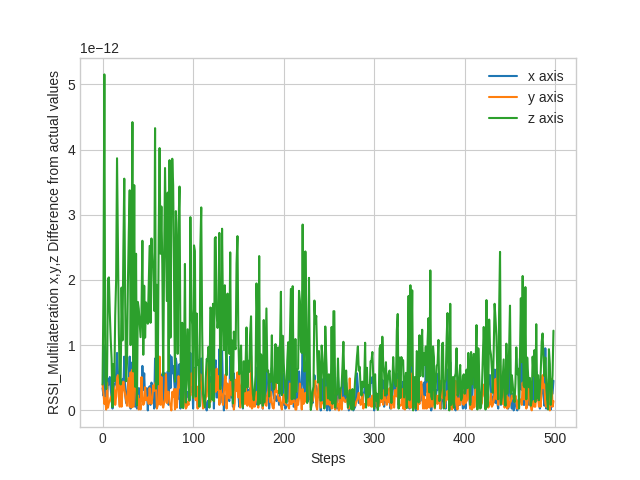 1e−12
RSSI_Multilateration x,y,z Difference from actual values
5
4
3
2
1
0
x axis
y axis
z axis
0 100 200 300 400 500
Steps